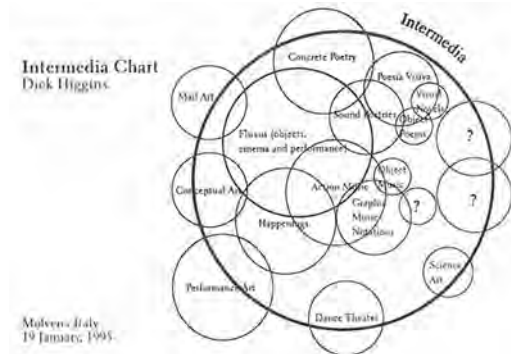 Intermedia Chart
Dick Higgins
Intermedia
Concrete Poetry
Poesia Visiva
Mail Art
Visual
Novels
Sound Poetries
Object
Poems
?
Fluxus (objects,
cinema and performance)
Object
Music
Conceptual Art
Action Music
Graphic
Music
Notations
?
?
Happenings
Science
Art
Performance Art
Dance Theatre
Molvena Italy
19 January 1995